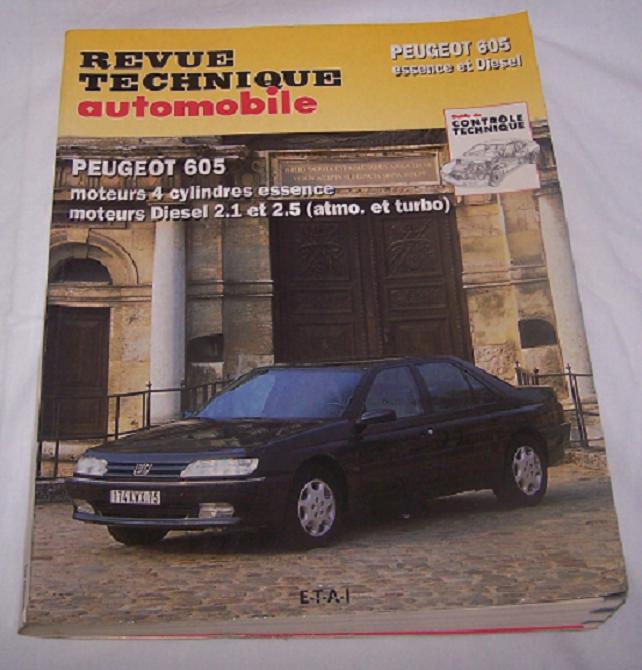 REVUE
TECHNIQUE
automobile
PEUGEOT 605
essence et Diesel
CONTRÔLE
TECHNIQUE
PEUGEOT 605
moteurs 4 cylindres essence
moteurs Diesel 2.1 et 2.5 (atmo. et turbo)
E·T·A·I